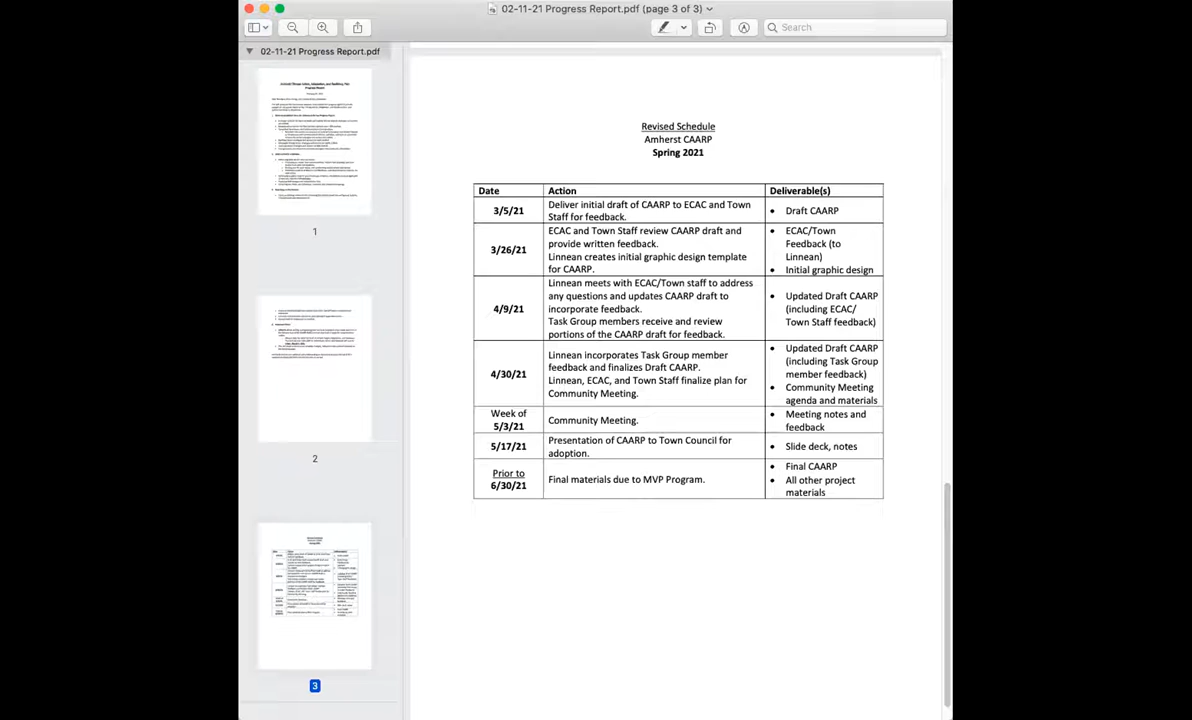 02-11-21 Progress Report.pdf (page 3 of 3)
Search
02-11-21 Progress Report.pdf
1
2
3
Revised Schedule
Amherst CAARP
Spring 2021
Date
Action
Deliverable(s)
3/5/21
Deliver initial draft of CAARP to ECAC and Town
Staff for feedback.
• Draft CAARP
3/26/21
ECAC and Town Staff review CAARP draft and
provide written feedback.
Linnean creates initial graphic design template
for CAARP.
• ECAC/Town
Feedback (to
Linnean)
• Initial graphic design
4/9/21
Linnean meets with ECAC/Town staff to address
any questions and updates CAARP draft to
incorporate feedback.
Task Group members receive and review
portions of the CAARP draft for feedback.
• Updated Draft CAARP
(including ECAC/
Town Staff feedback)
4/30/21
Linnean incorporates Task Group member
feedback and finalizes Draft CAARP.
Linnean, ECAC, and Town Staff finalize plan for
Community Meeting.
• Updated Draft CAARP
(including Task Group
member feedback)
• Community Meeting
agenda and materials
Week of
5/3/21
Community Meeting.
• Meeting notes and
feedback
5/17/21
Presentation of CAARP to Town Council for
adoption.
• Slide deck, notes
Prior to
6/30/21
Final materials due to MVP Program.
• Final CAARP
• All other project
materials